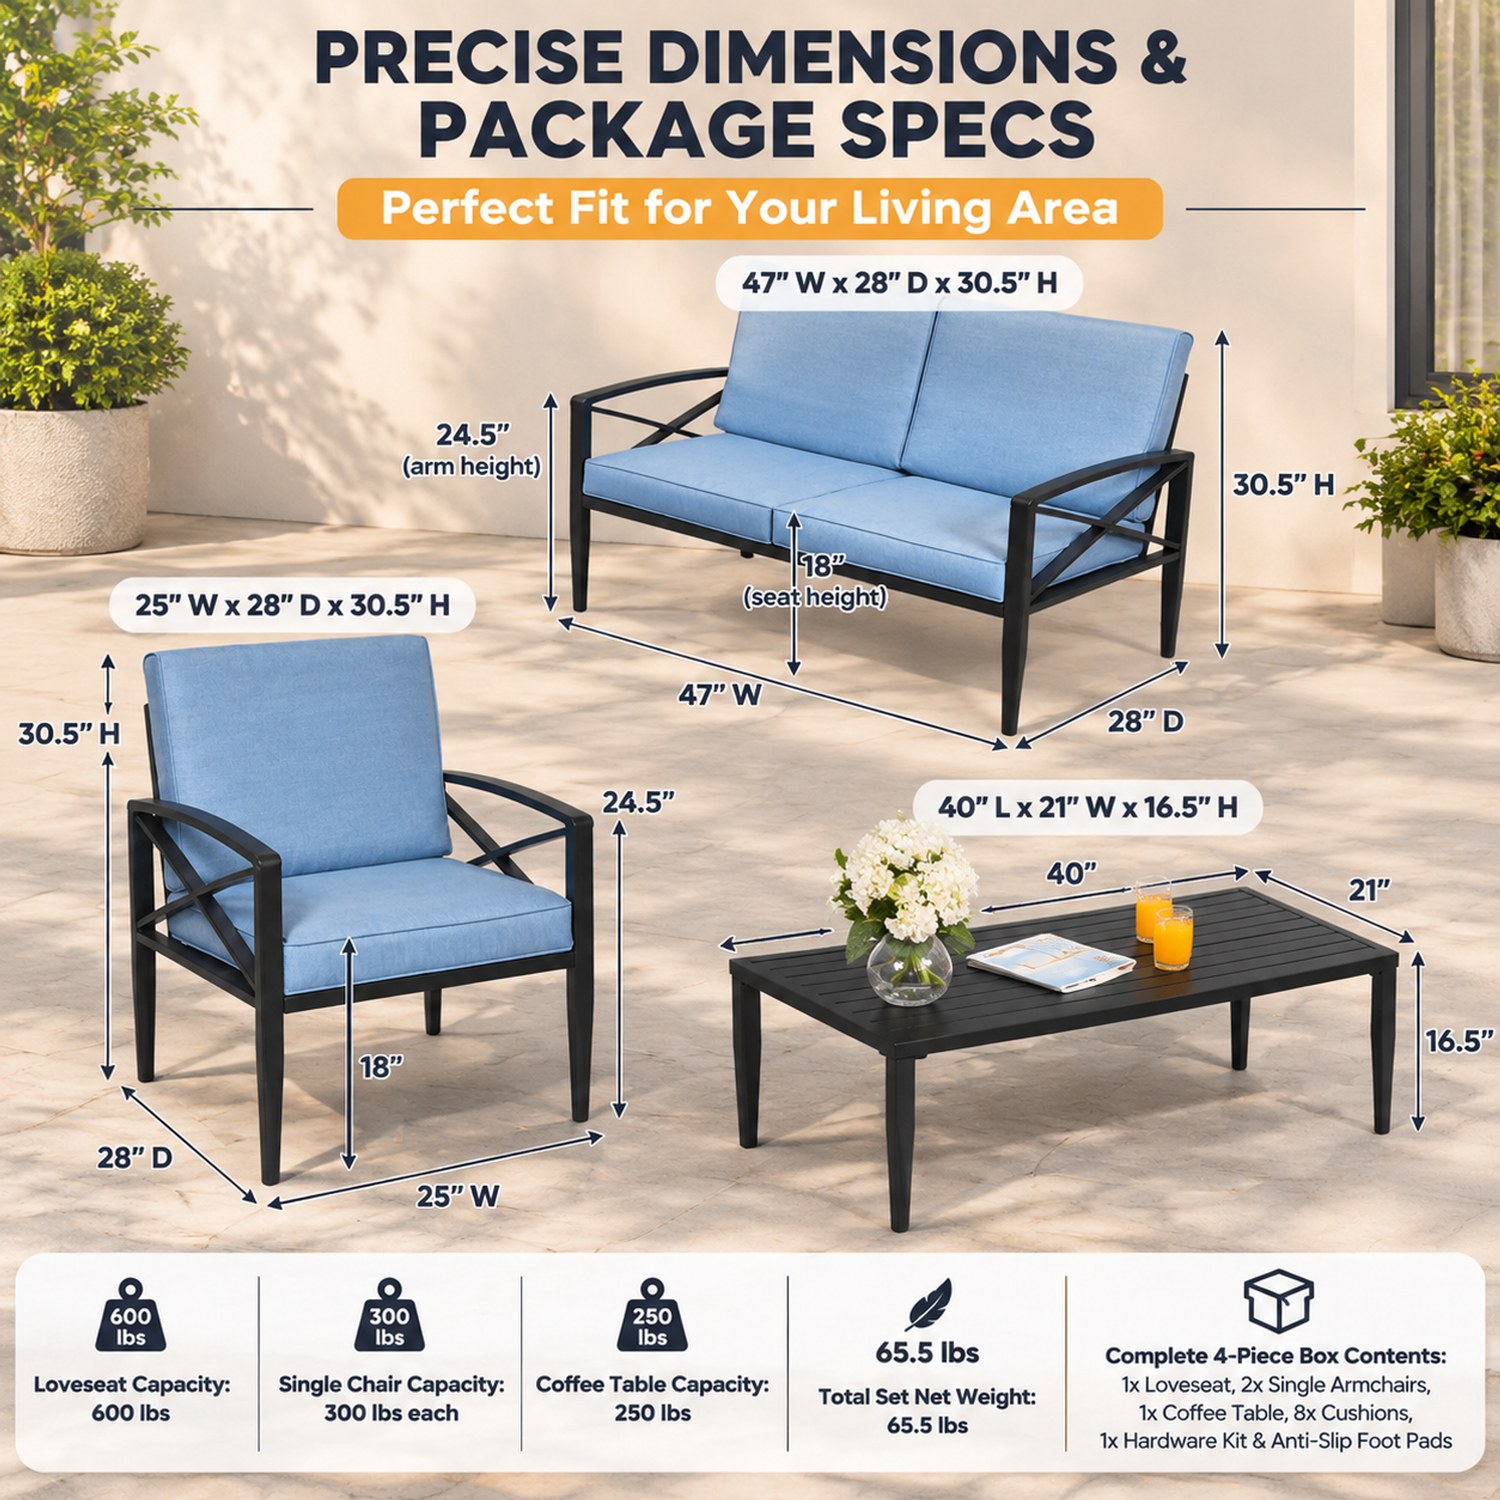 PRECISE DIMENSIONS &
PACKAGE SPECS
Perfect Fit for Your Living Area
47" W x 28" D x 30.5" H
24.5"
(arm height)
30.5" H
18"
(seat height)
47" W
28" D
25" W x 28" D x 30.5" H
30.5" H
24.5"
18"
28" D
25" W
40" L x 21" W x 16.5" H
40"
21"
16.5"
600
lbs
Loveseat Capacity:
600 lbs
300
lbs
Single Chair Capacity:
300 lbs each
250
lbs
Coffee Table Capacity:
250 lbs
65.5 lbs
Total Set Net Weight:
65.5 lbs
Complete 4-Piece Box Contents:
1x Loveseat, 2x Single Armchairs,
1x Coffee Table, 8x Cushions,
1x Hardware Kit & Anti-Slip Foot Pads